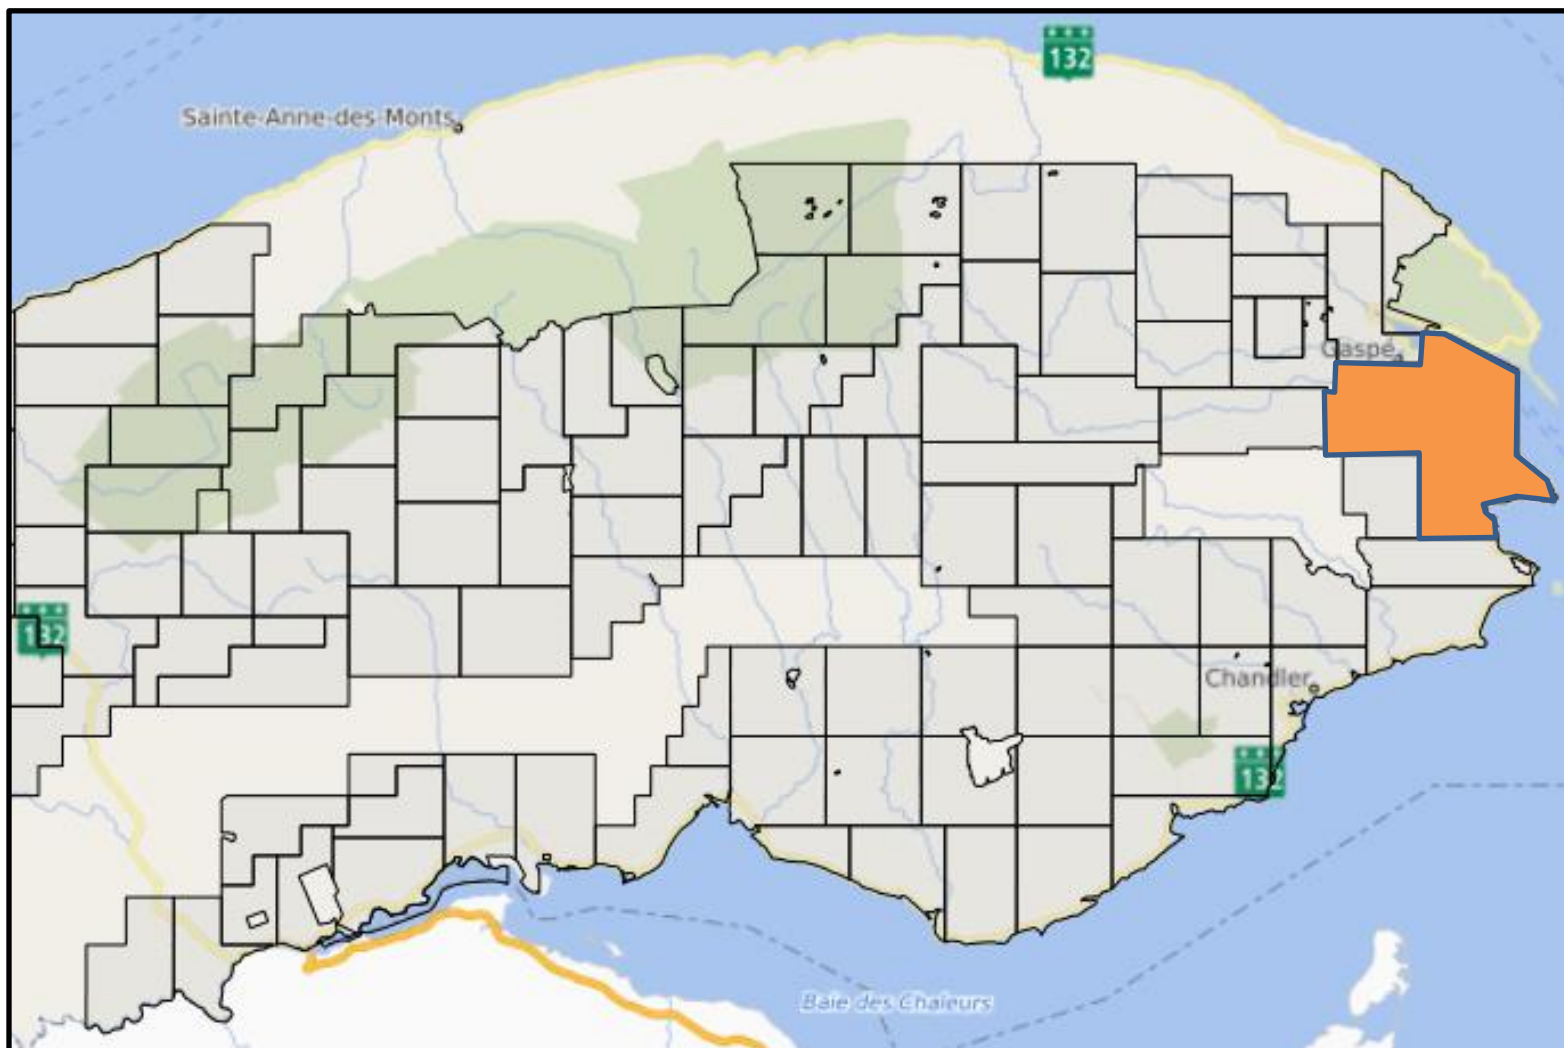 132
Sainte-Anne-des-Monts
Gaspé
132
Chandler
132
Baie des Chaleurs